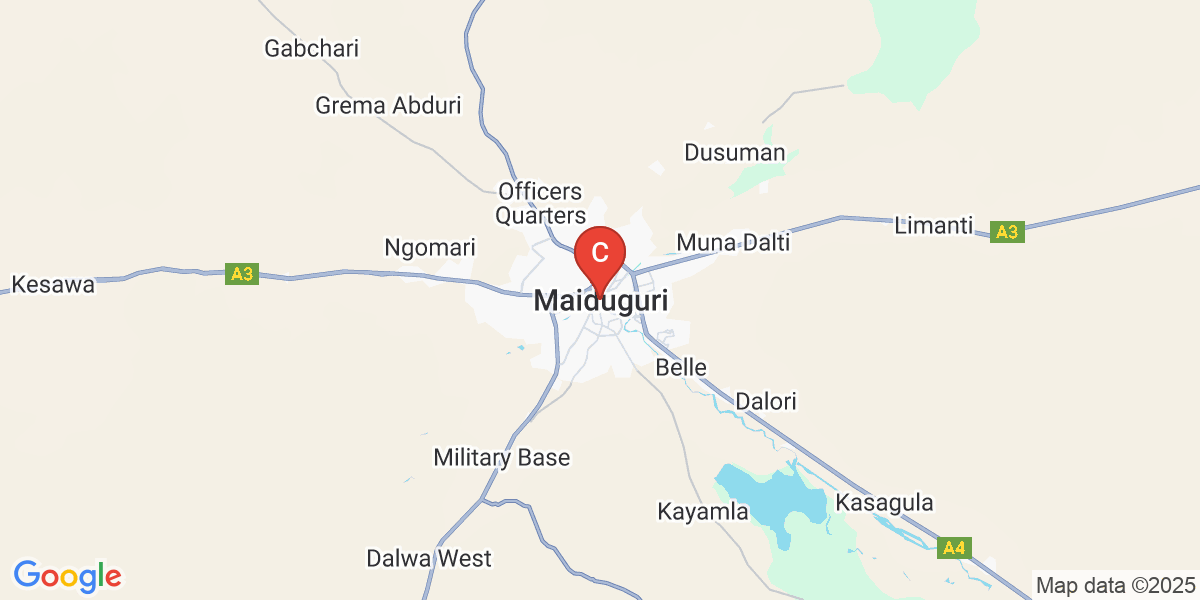 Gabchari
Grema Abduri
Dusuman
Officers
Quarters
Limanti
A3
Muna Dalti
Ngomari
C
A3
Kesawa
Maiduguri
Belle
Dalori
Military Base
Kasagula
Kayamla
A4
Dalwa West
Google
Map data ©2025